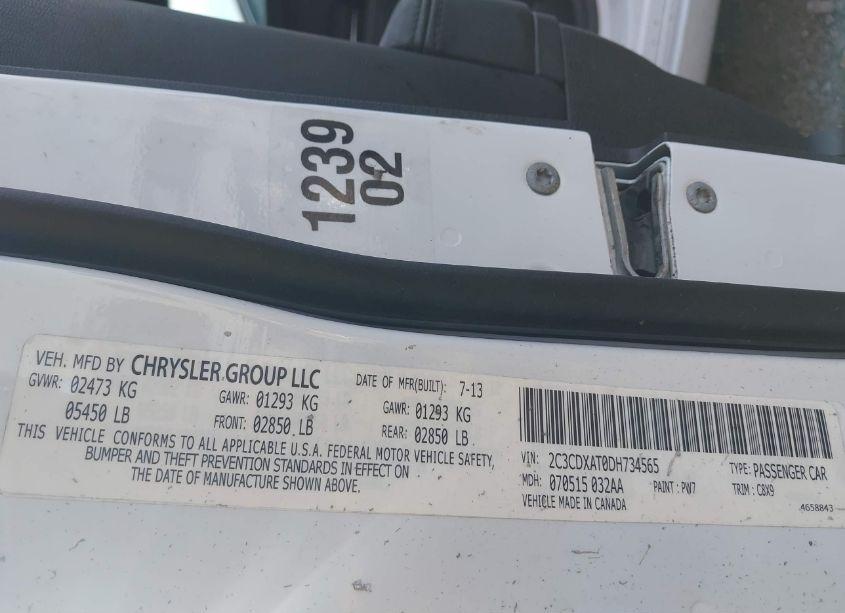 1239
02
VEH. MFD BY CHRYSLER GROUP LLC
GVWR: 02473 KG
05450 LB
GAWR: 01293 KG
FRONT: 02850 LB
DATE OF MFR(BUILT): 7-13
GAWR: 01293 KG
REAR: 02850 LB
THIS VEHICLE CONFORMS TO ALL APPLICABLE U.S.A. FEDERAL MOTOR VEHICLE SAFETY,
BUMPER AND THEFT PREVENTION STANDARDS IN EFFECT ON
THE DATE OF MANUFACTURE SHOWN ABOVE.
VIN: 2C3CDXAT0DH734565 TYPE: PASSENGER CAR
MDH: 070515 032AA PAINT: PW7 TRIM: C8X9
VEHICLE MADE IN CANADA 4658843